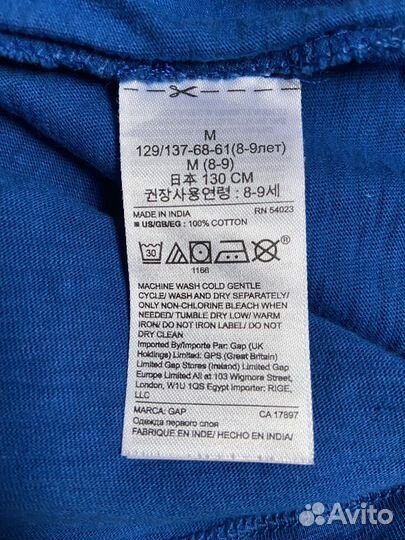 M
129/137-68-61(8-9лет)
M (8-9)
日本 130 CM
권장사용연령 : 8-9세
MADE IN INDIA RN 54023
US/GB/EG : 100% COTTON
30
1166
MACHINE WASH COLD GENTLE
CYCLE/ WASH AND DRY SEPARATELY/
ONLY NON-CHLORINE BLEACH WHEN
NEEDED/ TUMBLE DRY LOW/ WARM
IRON/ DO NOT IRON LABEL/ DO NOT
DRY CLEAN
Imported By/Importe Par: Gap (UK
Holdings) Limited: GPS (Great Britain)
Limited Gap Stores (Ireland) Limited Gap
Europe Limited All at 103 Wigmore Street,
London, W1U 1QS Egypt Importer: RIGE,
LLC
MARCA: GAP CA 17897
Одежда первого слоя
FABRIQUE EN INDE/ HECHO EN INDIA/
Avito